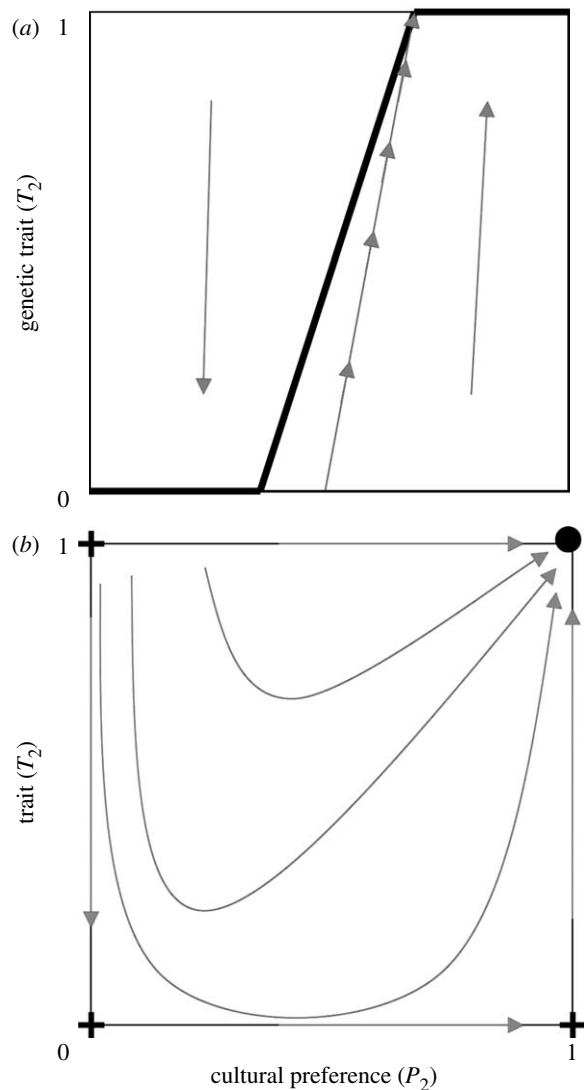 (a)
1
genetic trait (T₂)
0
(b)
1
trait (T₂)
0
1
cultural preference (P₂)